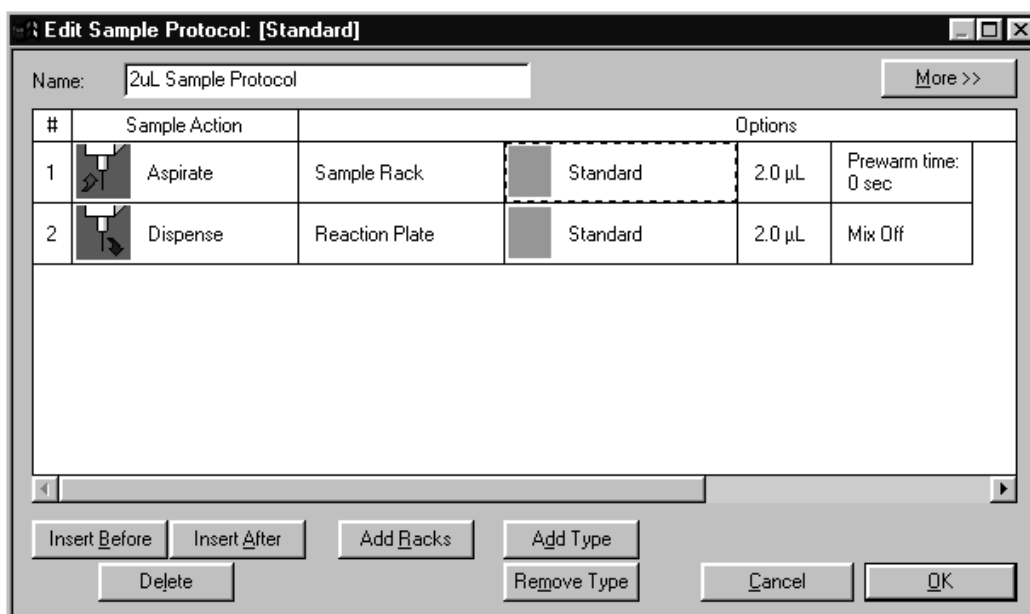 Edit Sample Protocol: [Standard]
Name: 2uL Sample Protocol More >>
# Sample Action Options
1 Aspirate Sample Rack Standard 2.0 µL Prewarm time: 0 sec
2 Dispense Reaction Plate Standard 2.0 µL Mix Off
Insert Before Insert After Add Racks Add Type
Delete Remove Type Cancel OK